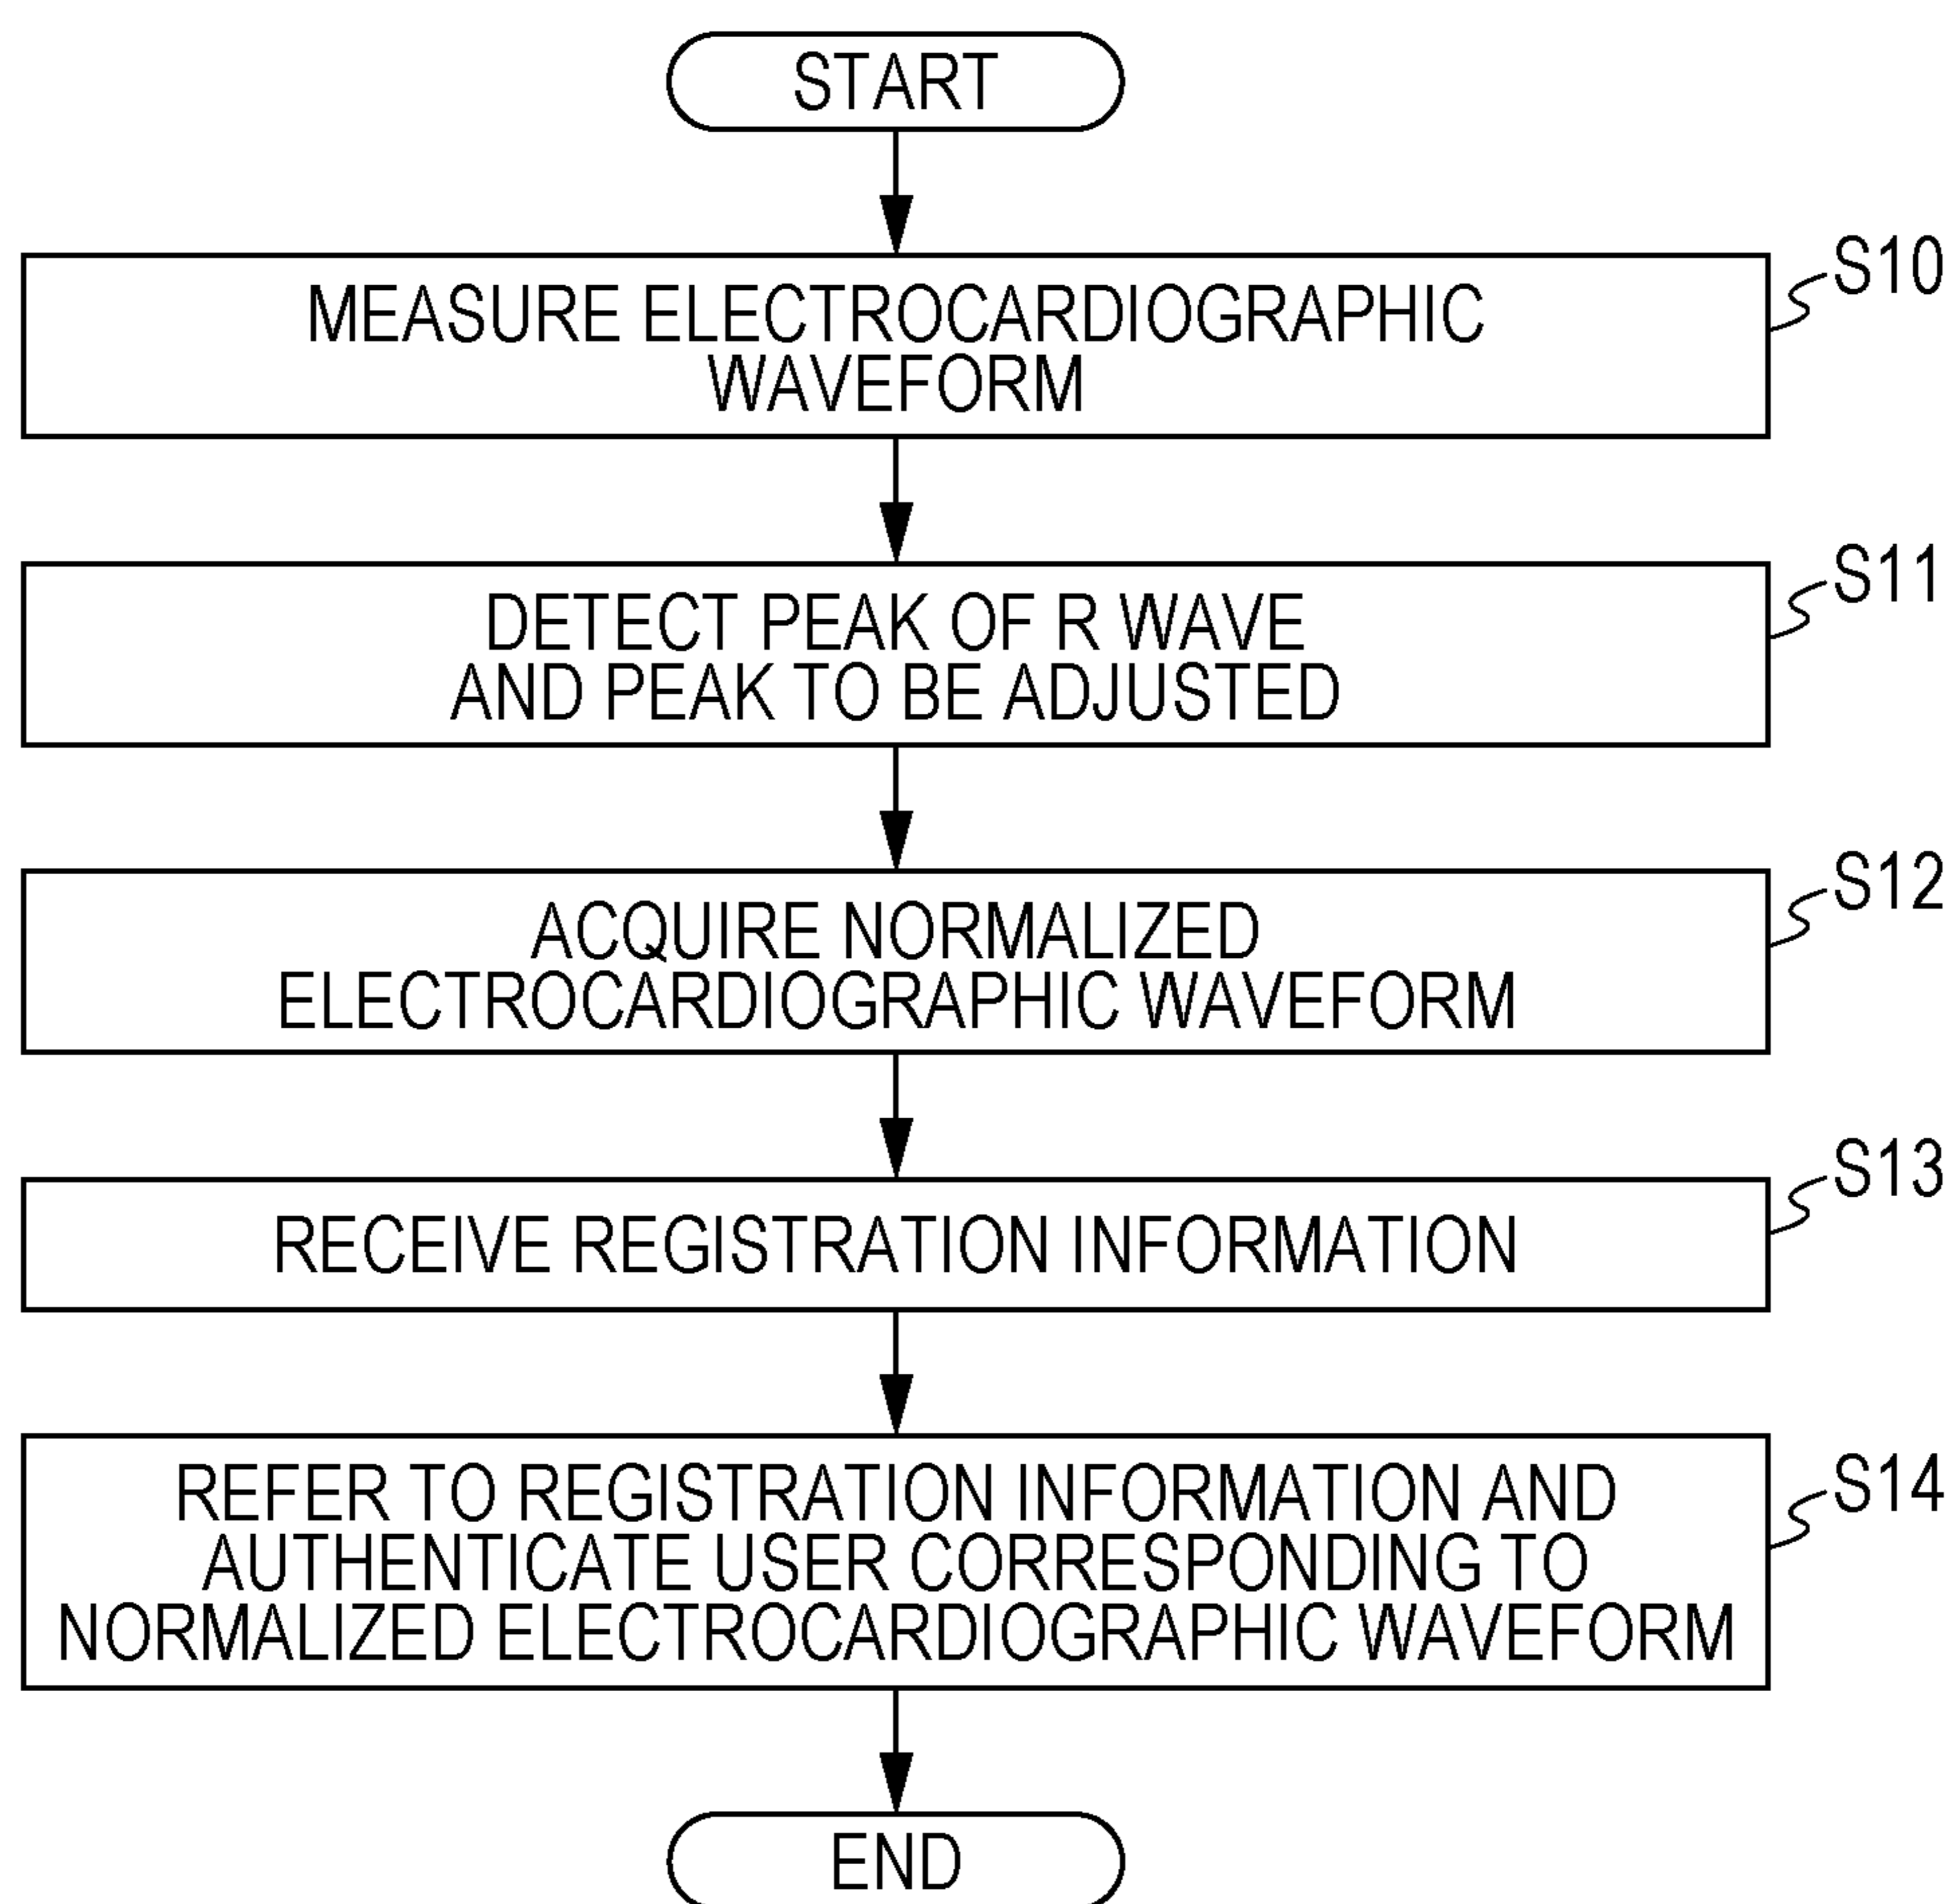 START
S10
MEASURE ELECTROCARDIOGRAPHIC
WAVEFORM
S11
DETECT PEAK OF R WAVE
AND PEAK TO BE ADJUSTED
S12
ACQUIRE NORMALIZED
ELECTROCARDIOGRAPHIC WAVEFORM
S13
RECEIVE REGISTRATION INFORMATION
S14
REFER TO REGISTRATION INFORMATION AND
AUTHENTICATE USER CORRESPONDING TO
NORMALIZED ELECTROCARDIOGRAPHIC WAVEFORM
END